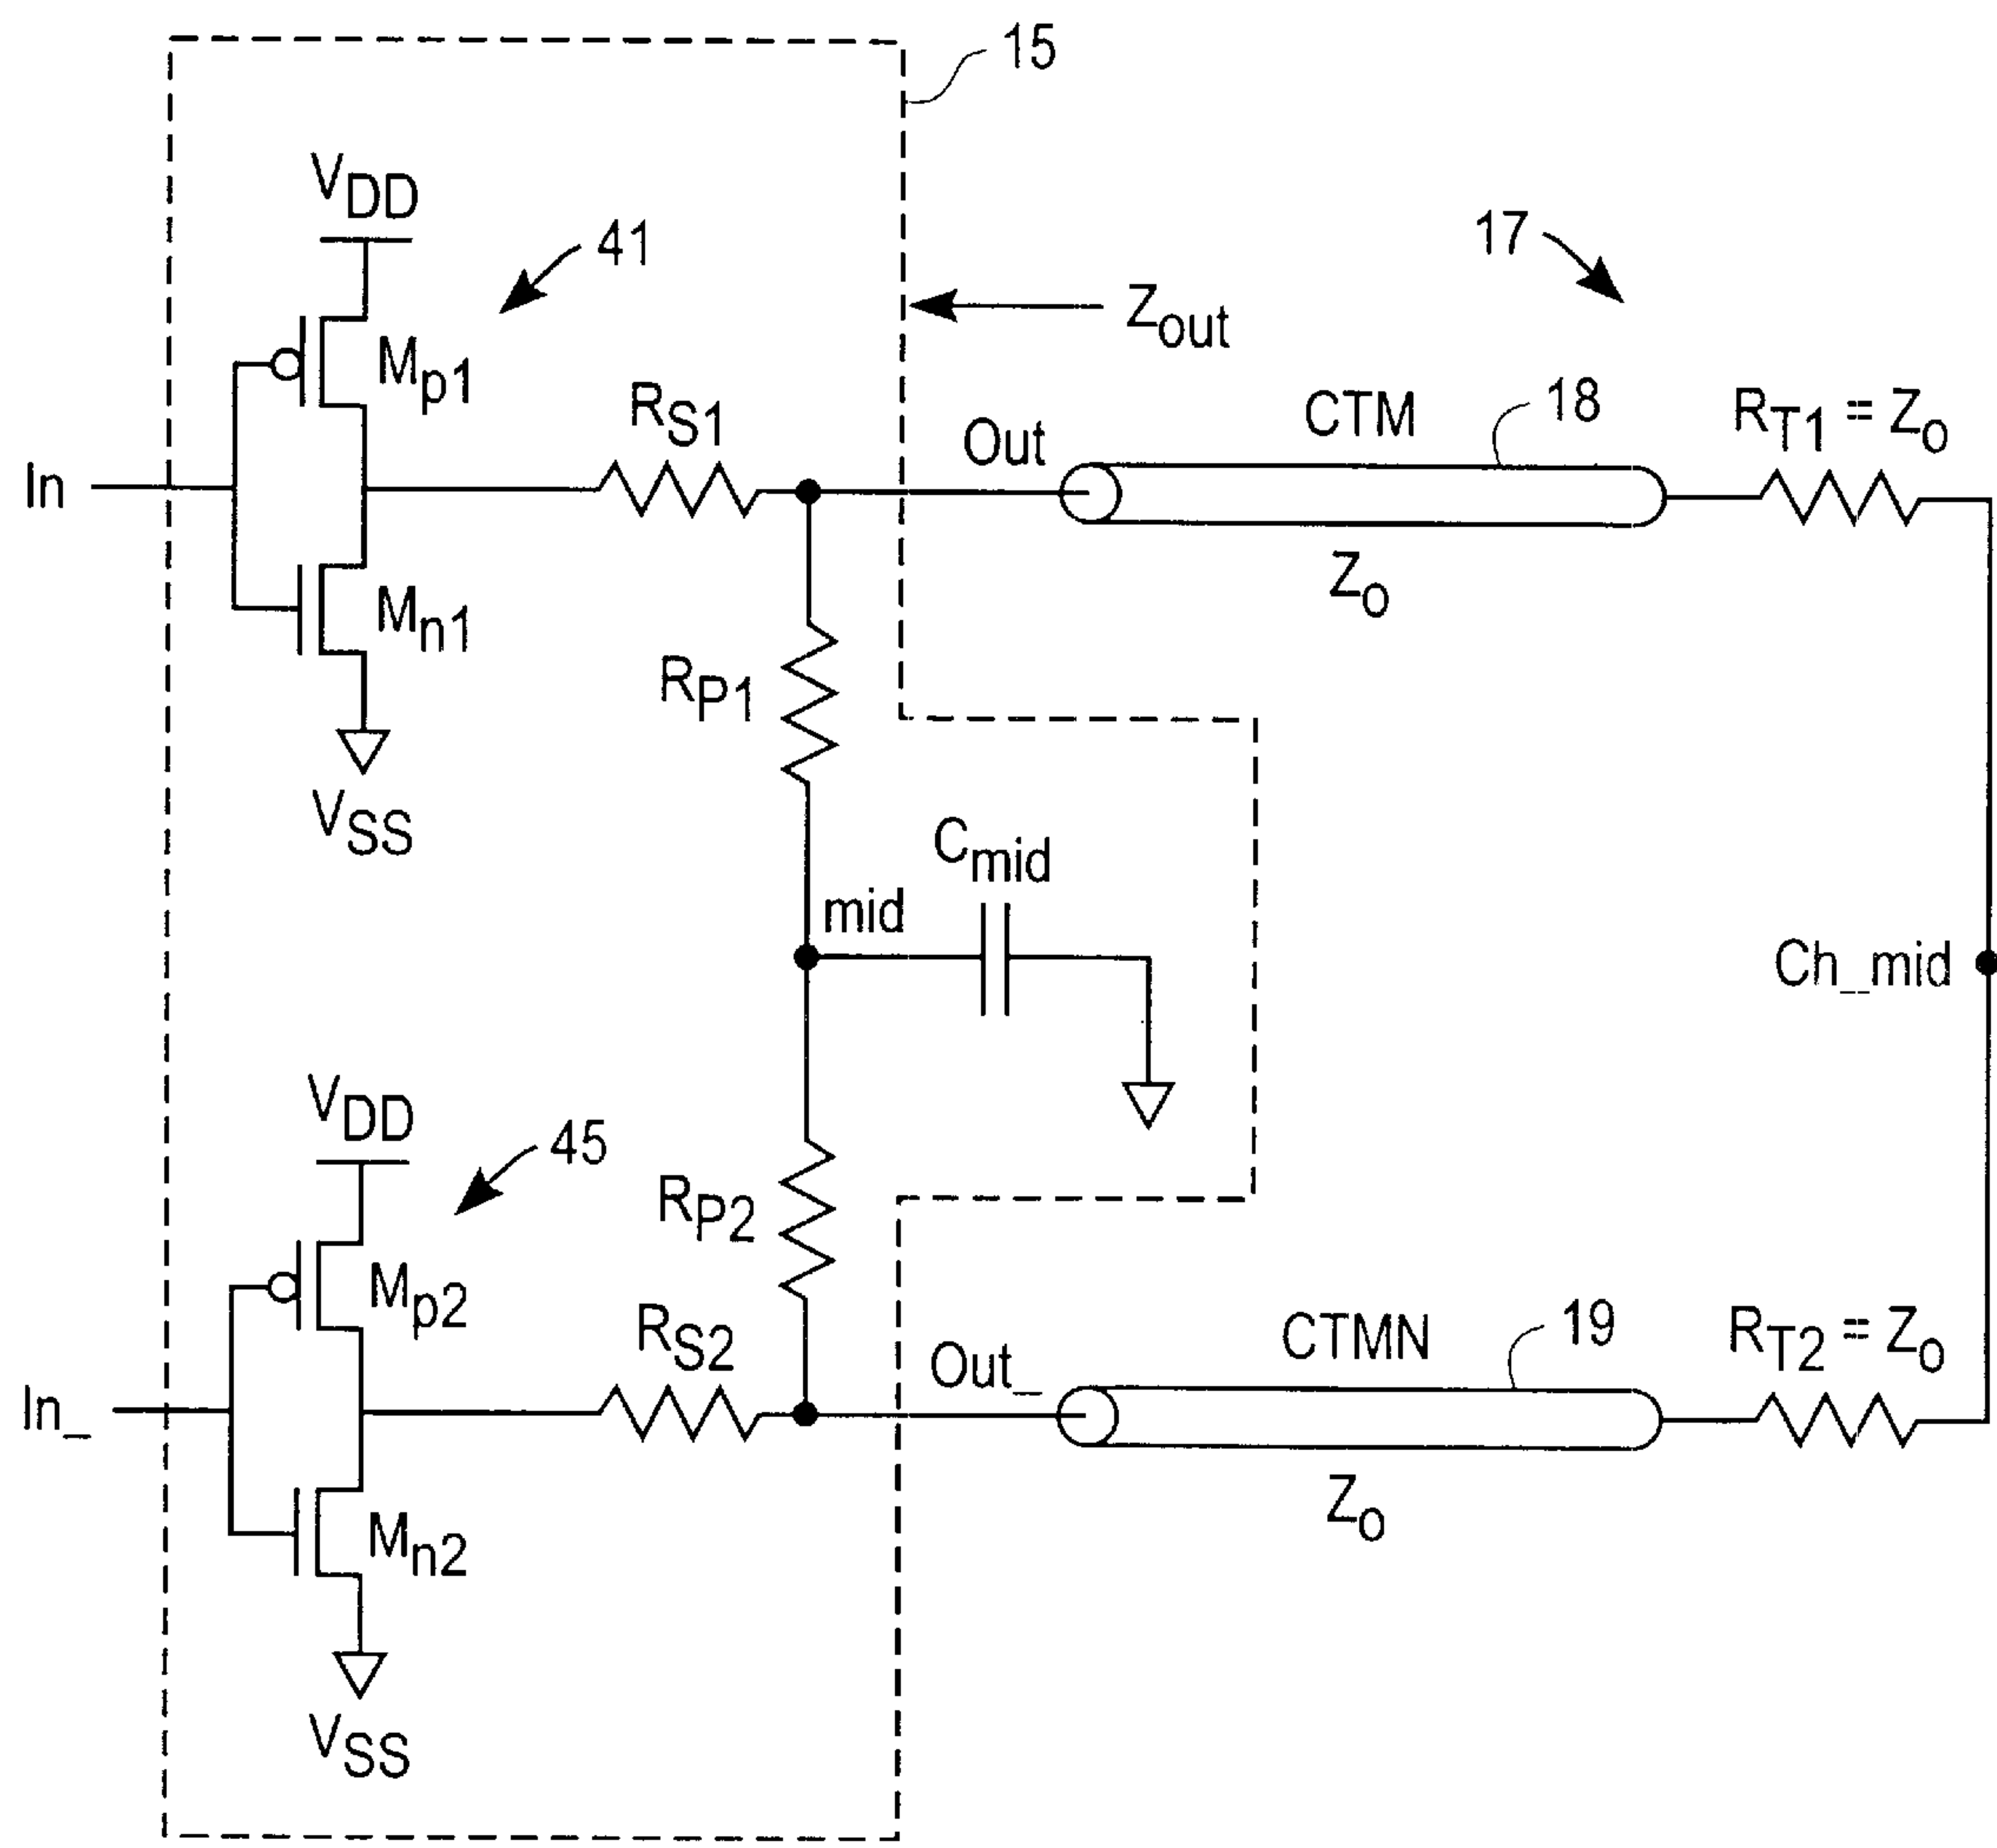 15
VDD
41
17
Mp1
Zout
RS1
Out
CTM
18
RT1 = Zo
In
Mn1
Zo
RP1
VSS
Cmid
mid
Ch__mid
VDD
45
RP2
Mp2
RS2
Out_
CTMN
19
RT2 = Zo
In_
Mn2
Zo
VSS